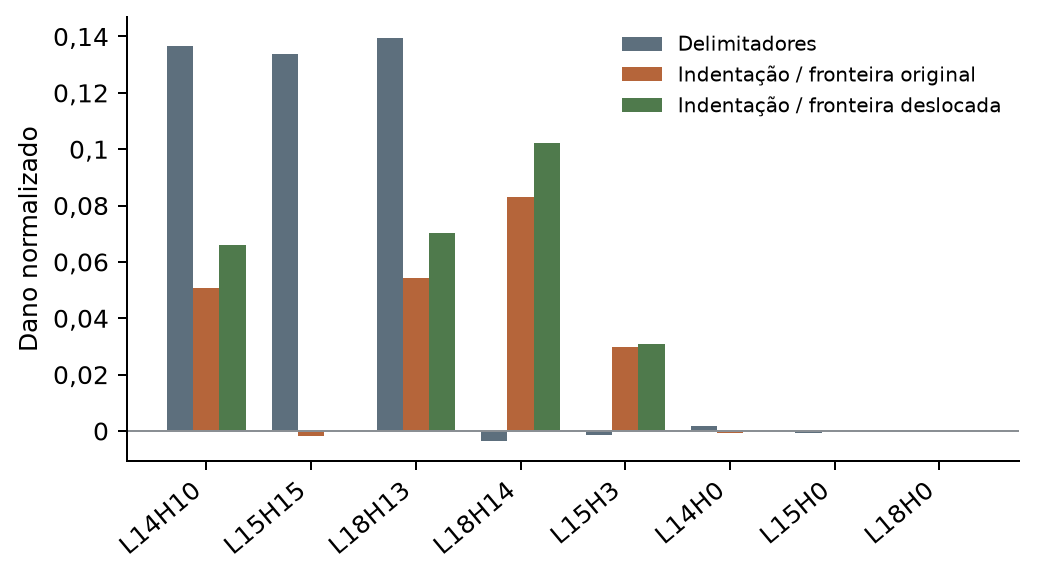 Dano normalizado
0,14
0,12
0,1
0,08
0,06
0,04
0,02
0
Delimitadores
Indentação / fronteira original
Indentação / fronteira deslocada
L14H10
L15H15
L18H13
L18H14
L15H3
L14H0
L15H0
L18H0